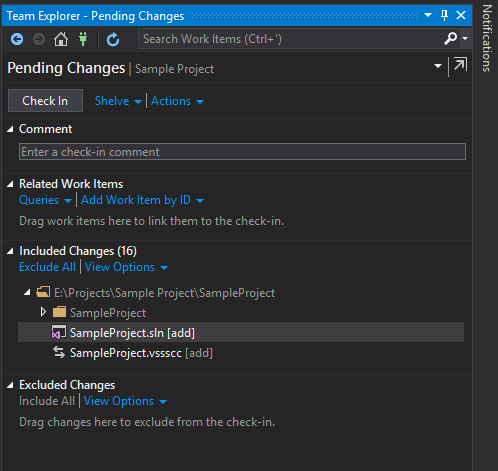 Team Explorer - Pending Changes
Search Work Items (Ctrl+')
Pending Changes | Sample Project
Check In Shelve Actions
Comment
Enter a check-in comment
Related Work Items
Queries Add Work Item by ID
Drag work items here to link them to the check-in.
Included Changes (16)
Exclude All View Options
E:\Projects\Sample Project\SampleProject
SampleProject
SampleProject.sln [add]
SampleProject.vssscc [add]
Excluded Changes
Include All View Options
Drag changes here to exclude from the check-in.
Notifications